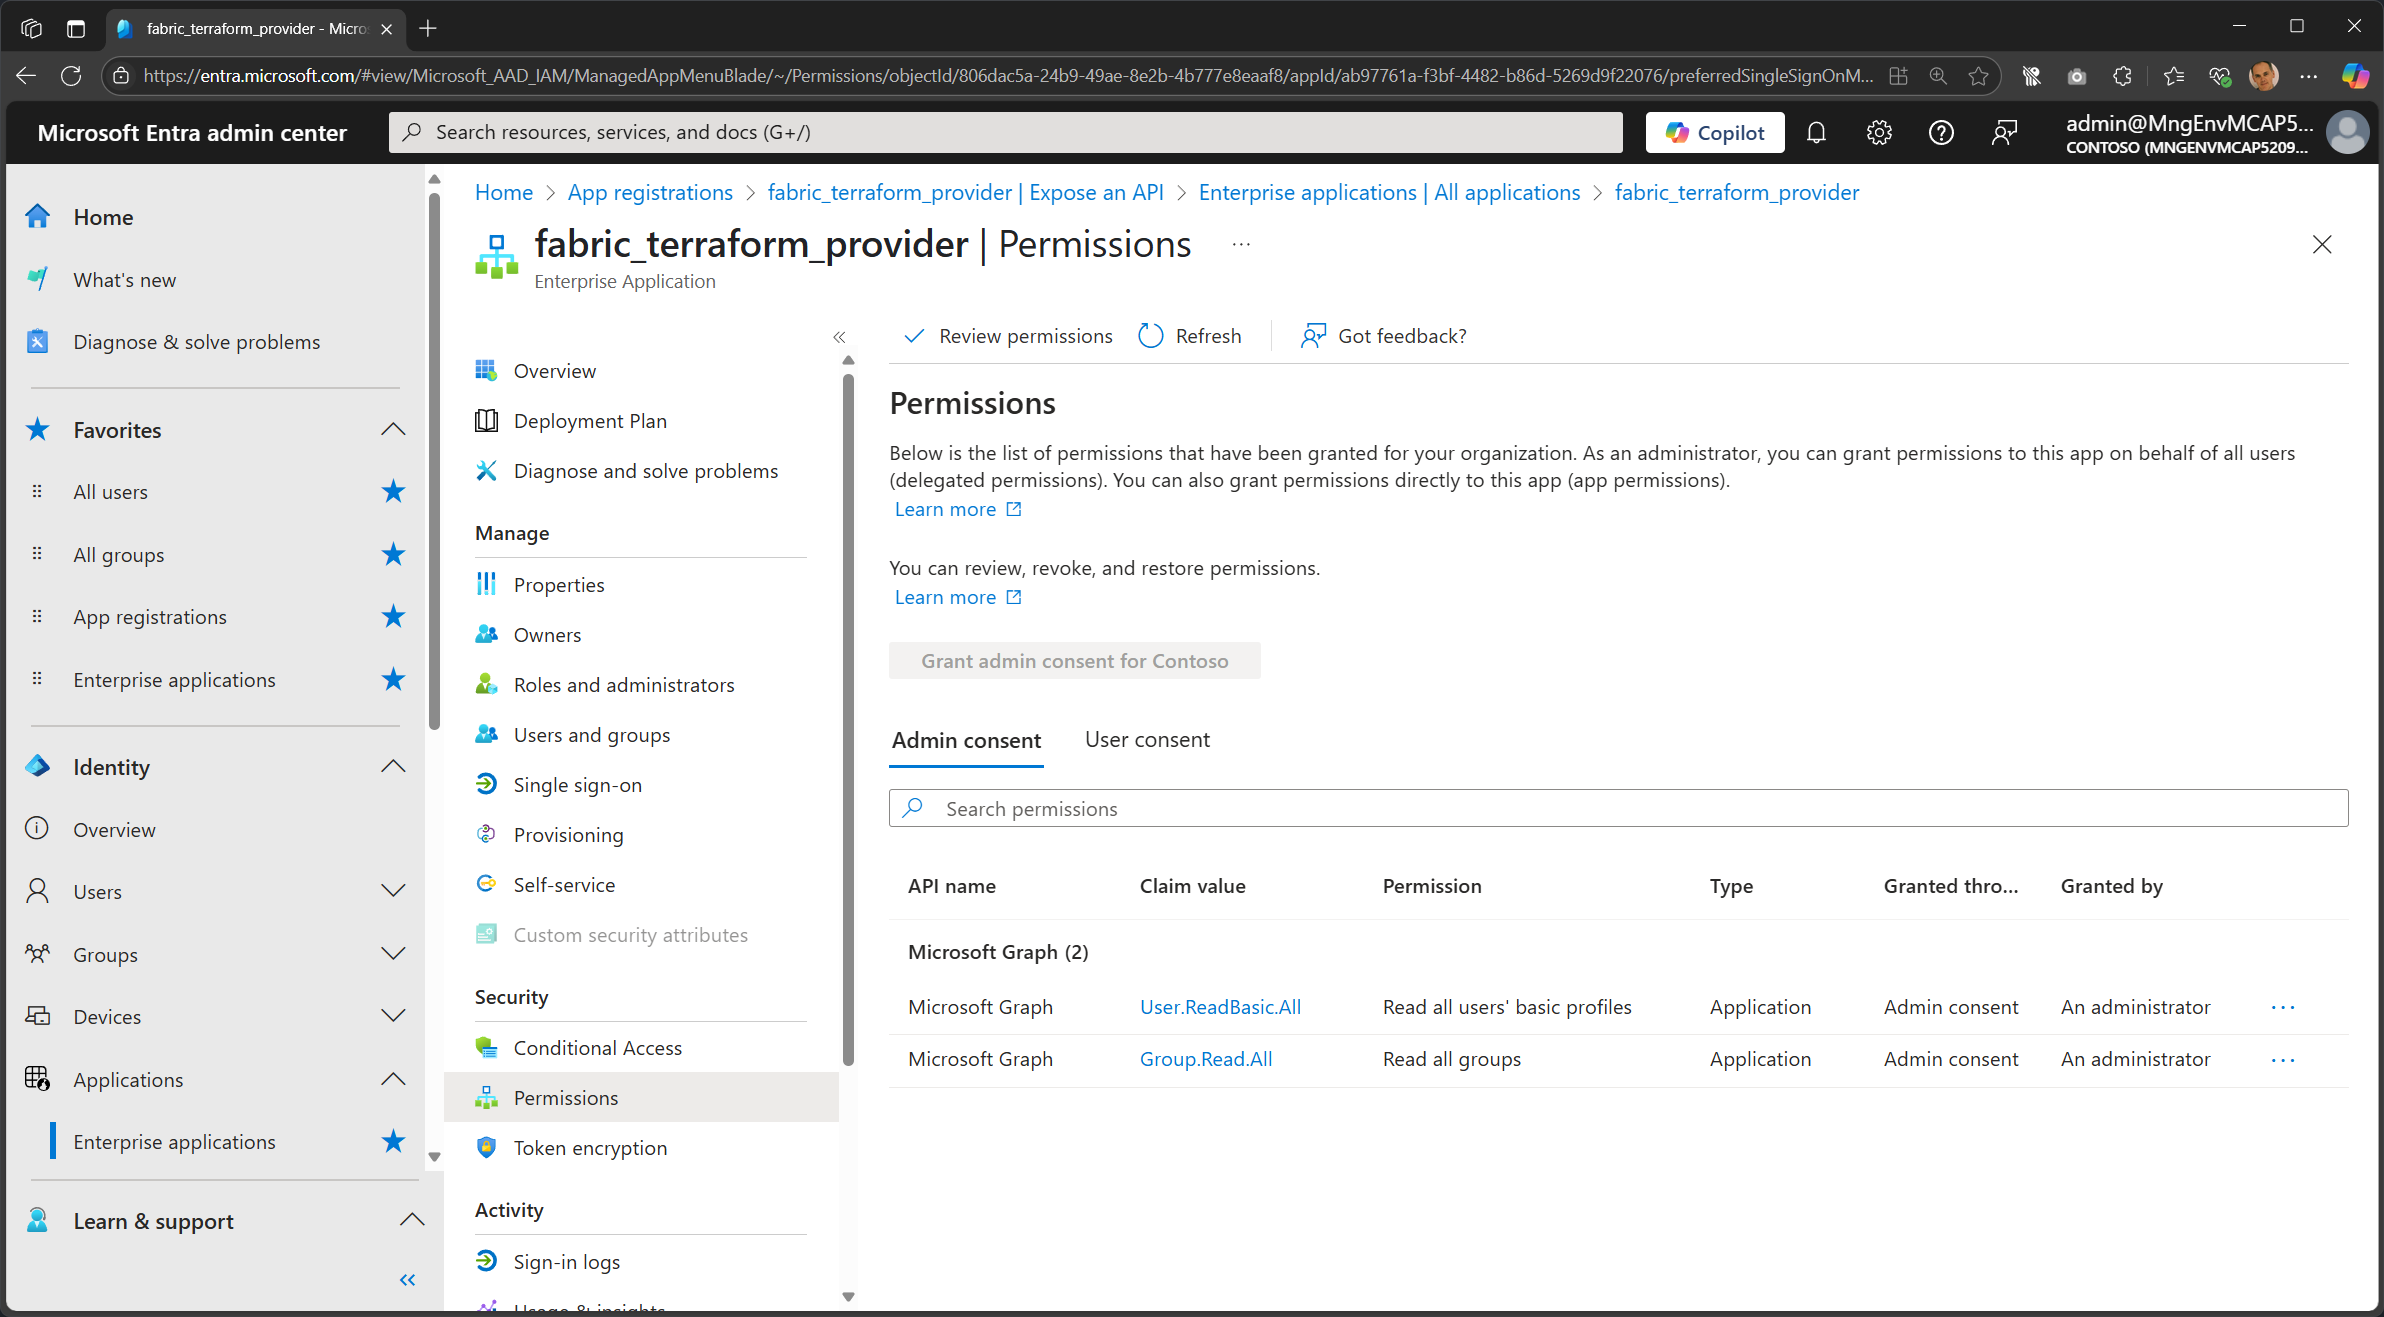 fabric_terraform_provider - Micro
https://entra.microsoft.com/#view/Microsoft_AAD_IAM/ManagedAppMenuBlade/~/Permissions/objectId/806dac5a-24b9-49ae-8e2b-4b777e8eaaf8/appId/ab97761a-f3bf-4482-b86d-5269d9f22076/preferredSingleSignOnM...
Microsoft Entra admin center
Search resources, services, and docs (G+/)
Copilot
admin@MngEnvMCAP5...
CONTOSO (MNGENVMCAP5209...
Home
What's new
Diagnose & solve problems
Favorites
All users
All groups
App registrations
Enterprise applications
Identity
Overview
Users
Groups
Devices
Applications
Enterprise applications
Learn & support
Home > App registrations > fabric_terraform_provider | Expose an API > Enterprise applications | All applications > fabric_terraform_provider
fabric_terraform_provider | Permissions ...
Enterprise Application
Overview
Deployment Plan
Diagnose and solve problems
Manage
Properties
Owners
Roles and administrators
Users and groups
Single sign-on
Provisioning
Self-service
Custom security attributes
Security
Conditional Access
Permissions
Token encryption
Activity
Sign-in logs
Usage & insights
Review permissions
Refresh
Got feedback?
Permissions
Below is the list of permissions that have been granted for your organization. As an administrator, you can grant permissions to this app on behalf of all users
(delegated permissions). You can also grant permissions directly to this app (app permissions).
Learn more
You can review, revoke, and restore permissions.
Learn more
Grant admin consent for Contoso
Admin consent User consent
Search permissions
API name Claim value Permission Type Granted thro... Granted by
Microsoft Graph (2)
Microsoft Graph User.ReadBasic.All Read all users' basic profiles Application Admin consent An administrator ...
Microsoft Graph Group.Read.All Read all groups Application Admin consent An administrator ...